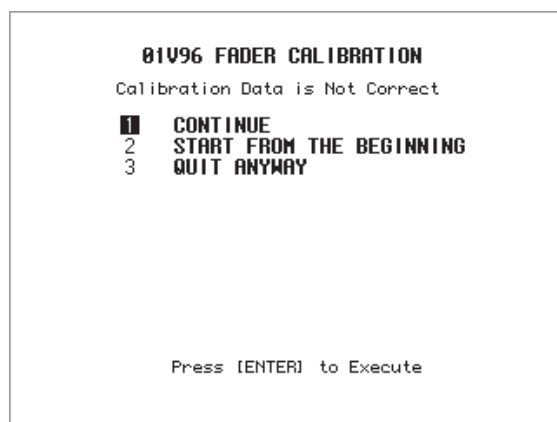 01V96 FADER CALIBRATION
Calibration Data is Not Correct
1 CONTINUE
2 START FROM THE BEGINNING
3 QUIT ANYWAY
Press [ENTER] to Execute